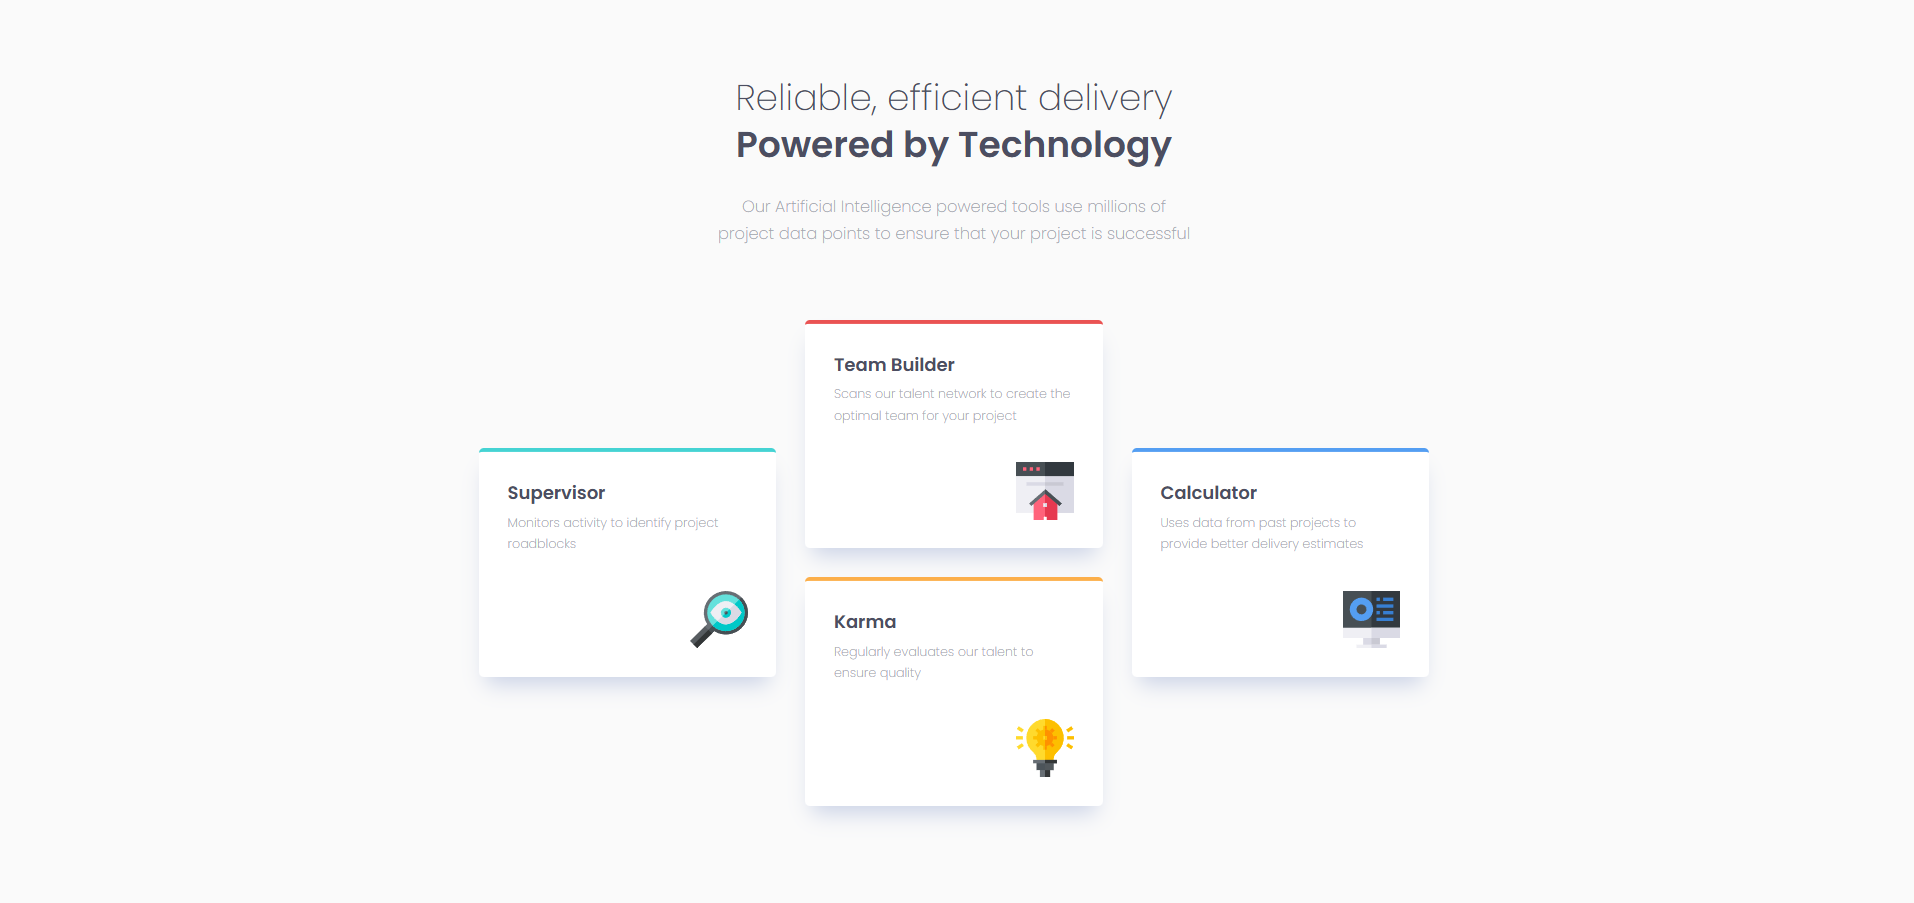 Reliable, efficient delivery
Powered by Technology
Our Artificial Intelligence powered tools use millions of
project data points to ensure that your project is successful
Team Builder
Scans our talent network to create the
optimal team for your project
Supervisor
Monitors activity to identify project
roadblocks
Calculator
Uses data from past projects to
provide better delivery estimates
Karma
Regularly evaluates our talent to
ensure quality